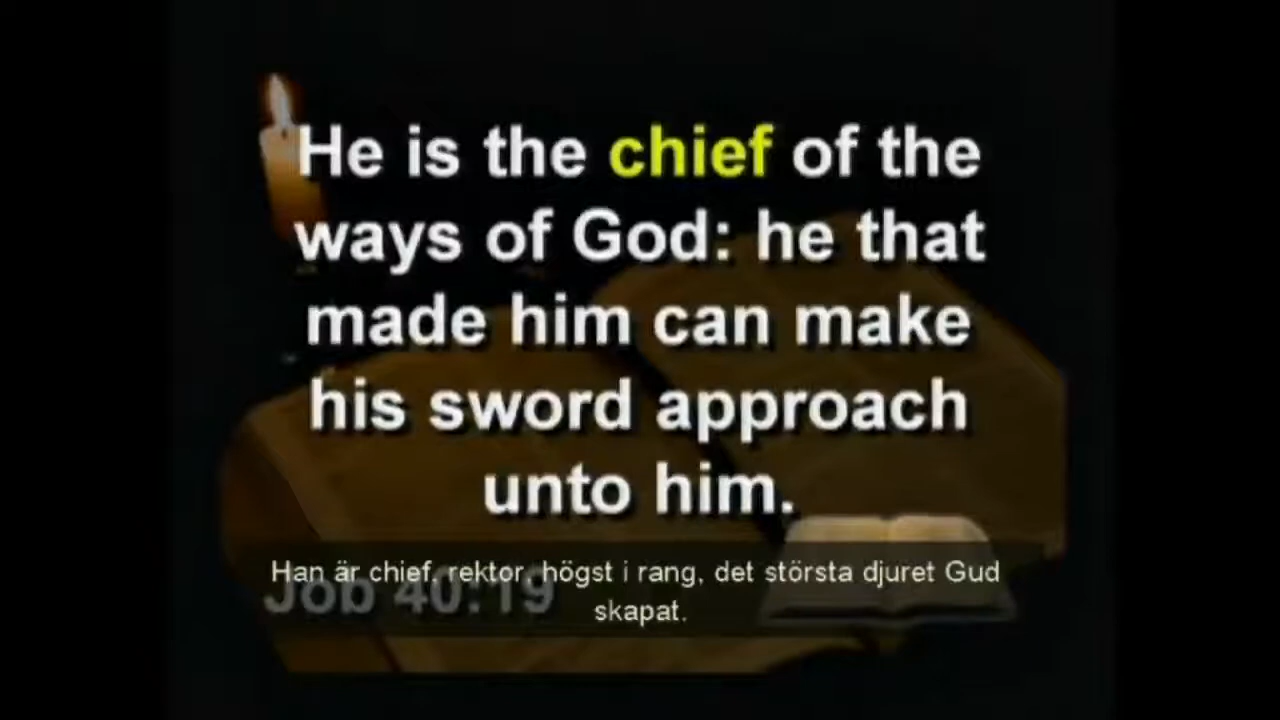 He is the chief of the
ways of God: he that
made him can make
his sword approach
unto him.
Han är chief, rektor, högst i rang, det största djuret Gud
skapat.
Job 40:19